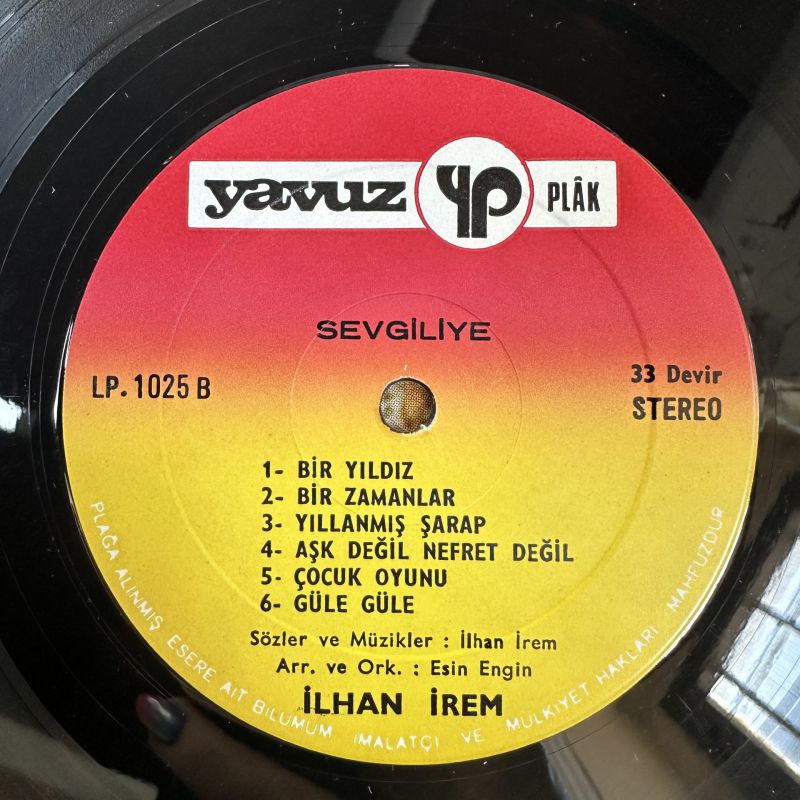 yavuz yp PLÂK
SEVGİLİYE
LP. 1025 B
33 Devir
STEREO
1- BİR YILDIZ
2- BİR ZAMANLAR
3- YILLANMIŞ ŞARAP
4- AŞK DEĞİL NEFRET DEĞİL
5- ÇOCUK OYUNU
6- GÜLE GÜLE
Sözler ve Müzikler : İlhan İrem
Arr. ve Ork. : Esin Engin
İLHAN İREM
PLAĞA ALINMIŞ ESERE AİT BİLUMUM İMALATÇI VE MÜLKİYET HAKLARI MAHFUZDUR